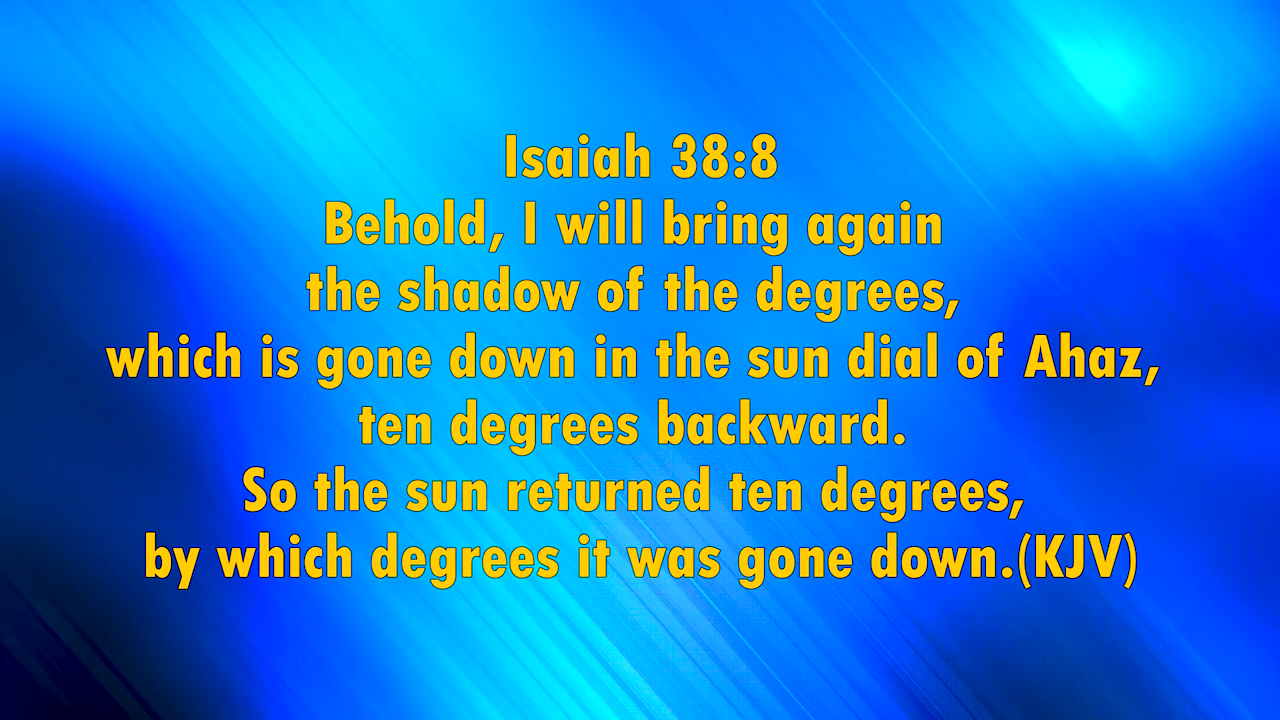 Isaiah 38:8
Behold, I will bring again
the shadow of the degrees,
which is gone down in the sun dial of Ahaz,
ten degrees backward.
So the sun returned ten degrees,
by which degrees it was gone down.(KJV)